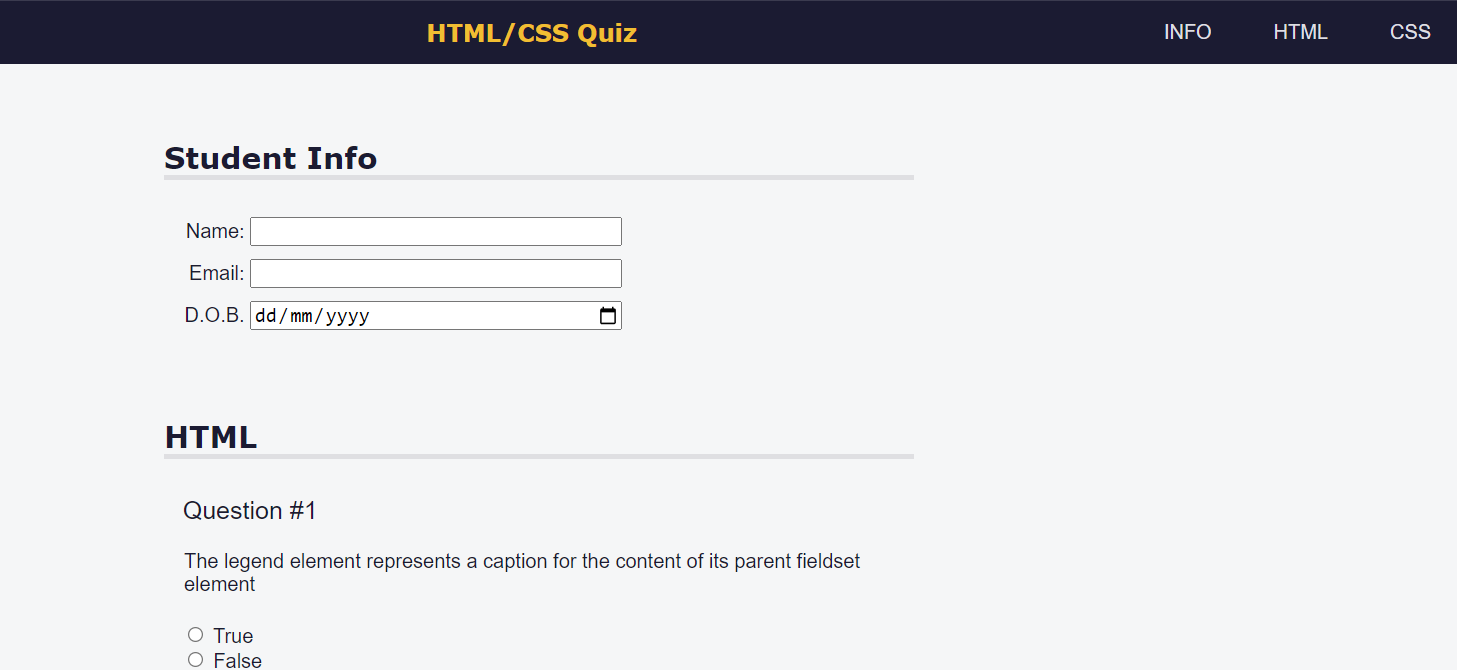 HTML/CSS Quiz
INFO HTML CSS
Student Info
Name:
Email:
D.O.B. dd/mm/yyyy
HTML
Question #1
The legend element represents a caption for the content of its parent fieldset
element
True
False